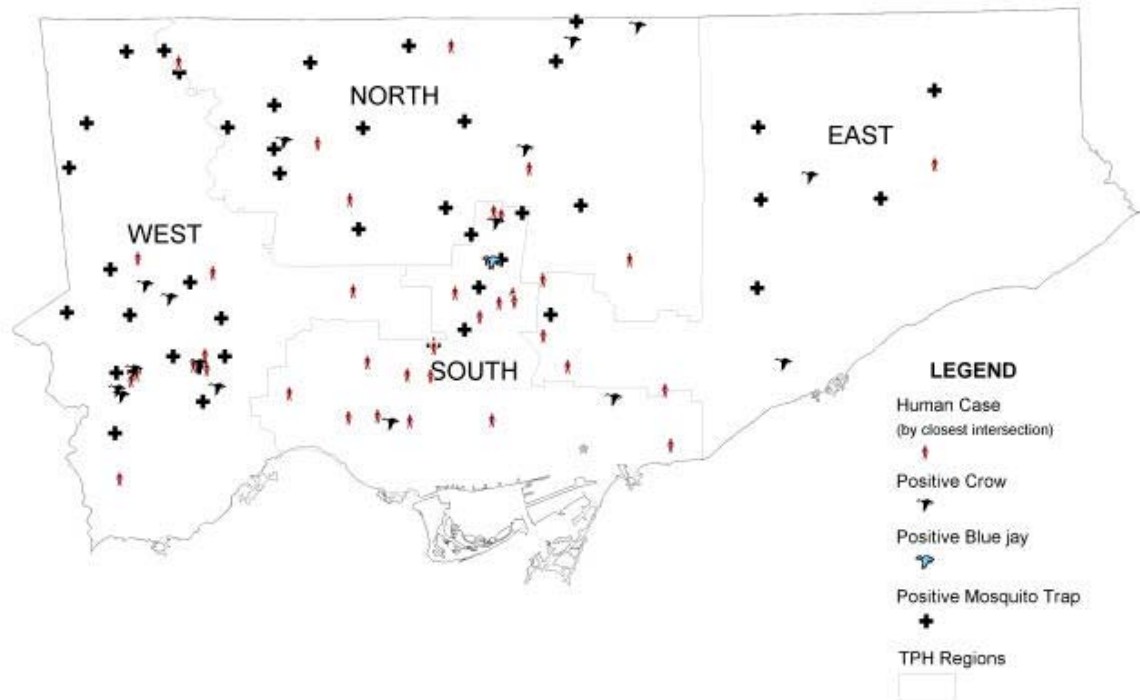 NORTH
EAST
WEST
SOUTH
LEGEND
Human Case
(by closest intersection)
Positive Crow
Positive Blue jay
Positive Mosquito Trap
TPH Regions